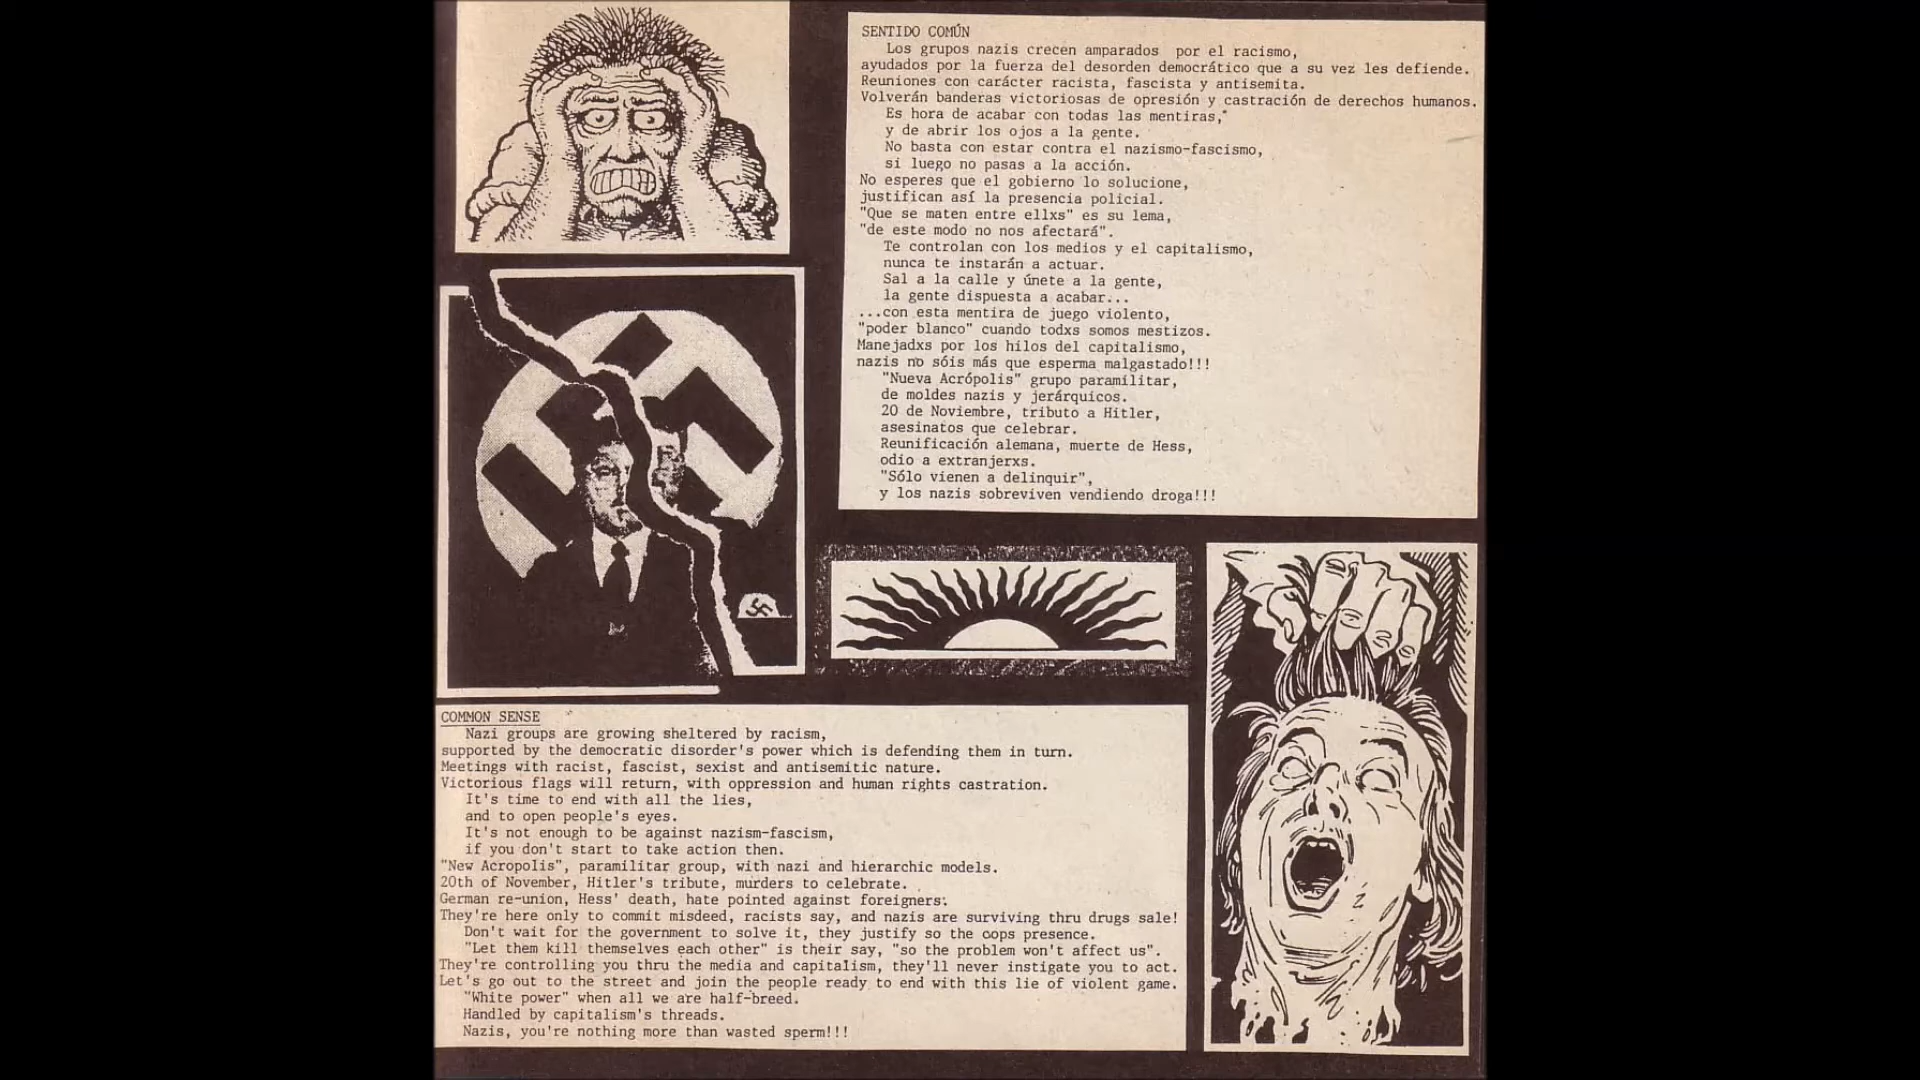 SENTIDO COMÚN
Los grupos nazis crecen amparados por el racismo,
ayudados por la fuerza del desorden democrático que a su vez les defiende.
Reuniones con carácter racista, fascista y antisemita.
Volverán banderas victoriosas de opresión y castración de derechos humanos.
Es hora de acabar con todas las mentiras,
y de abrir los ojos a la gente.
No basta con estar contra el nazismo-fascismo,
si luego no pasas a la acción.
No esperes que el gobierno lo solucione,
justifican así la presencia policial.
"Que se maten entre ellxs" es su lema,
"de este modo no nos afectará".
Te controlan con los medios y el capitalismo,
nunca te instarán a actuar.
Sal a la calle y únete a la gente,
la gente dispuesta a acabar...
...con esta mentira de juego violento,
"poder blanco" cuando todxs somos mestizos.
Manejadxs por los hilos del capitalismo,
nazis no sóis más que esperma malgastado!!!
"Nueva Acrópolis" grupo paramilitar,
de moldes nazis y jerárquicos.
20 de Noviembre, tributo a Hitler,
asesinatos que celebrar.
Reunificación alemana, muerte de Hess,
odio a extranjerxs.
"Sólo vienen a delinquir",
y los nazis sobreviven vendiendo droga!!!
COMMON SENSE
Nazi groups are growing sheltered by racism,
supported by the democratic disorder's power which is defending them in turn.
Meetings with racist, fascist, sexist and antisemitic nature.
Victorious flags will return, with oppression and human rights castration.
It's time to end with all the lies,
and to open people's eyes.
It's not enough to be against nazism-fascism,
if you don't start to take action then.
"New Acropolis", paramilitar group, with nazi and hierarchic models.
20th of November, Hitler's tribute, murders to celebrate.
German re-union, Hess' death, hate pointed against foreigners.
They're here only to commit misdeed, racists say, and nazis are surviving thru drugs sale!
Don't wait for the government to solve it, they justify so the cops presence.
"Let them kill themselves each other" is their say, "so the problem won't affect us".
They're controlling you thru the media and capitalism, they'll never instigate you to act.
Let's go out to the street and join the people ready to end with this lie of violent game.
"White power" when all we are half-breed.
Handled by capitalism's threads.
Nazis, you're nothing more than wasted sperm!!!